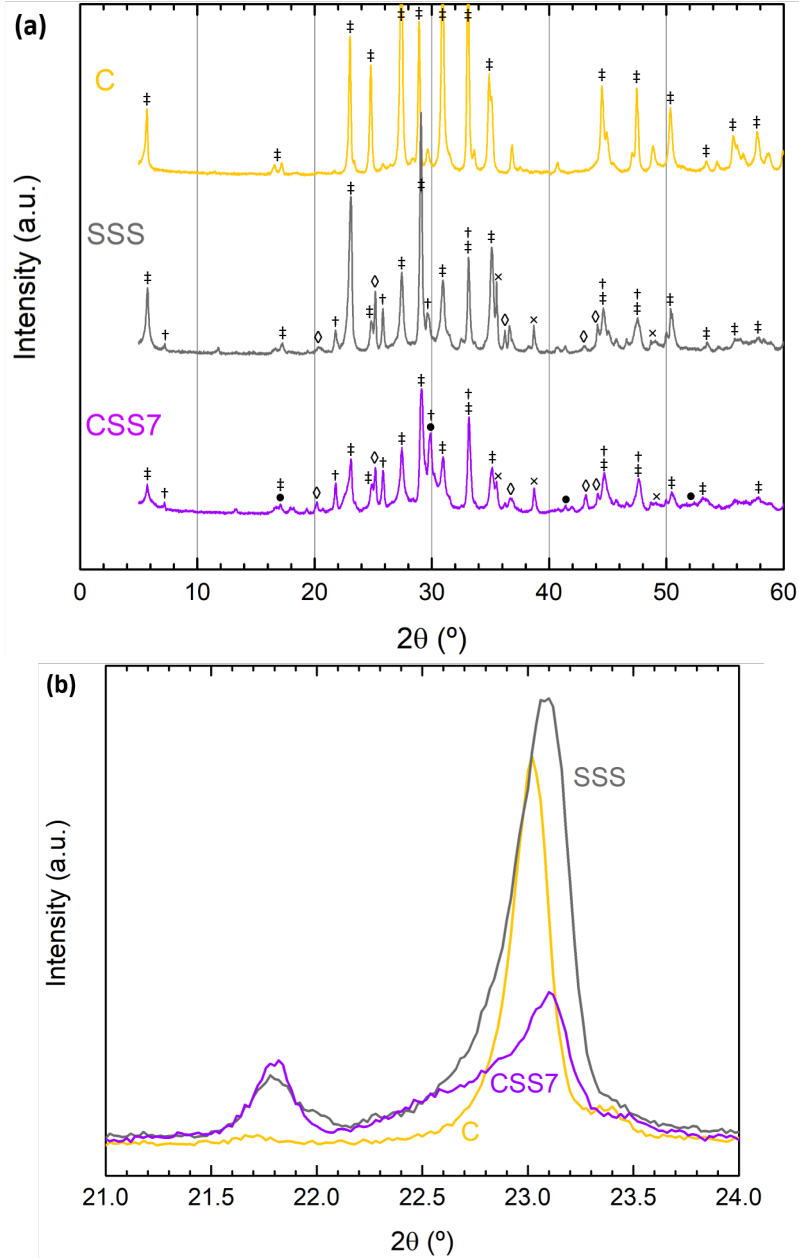 (a)
C
SSS
CSS7
Intensity (a.u.)
‡ ‡ ‡ ‡ ‡ ‡ ‡ ‡ ‡ ‡ ‡ ‡ ‡ ‡ ‡
‡ † ‡ ◊ † ‡ ◊ † ‡ ‡ † ‡ † ‡ ‡ × ◊ × ◊ ◊ † ‡ † ‡ × ‡ ‡ ‡ ‡
‡ † ‡ ● ◊ † ‡ ‡ ◊ † ‡ ‡ † ● ‡ † ‡ ‡ × ◊ × ● ◊ ◊ † ‡ † ‡ × ‡ ● ‡ ‡
0 10 20 30 40 50 60
2θ (º)
(b)
SSS
CSS7
C
Intensity (a.u.)
21.0 21.5 22.0 22.5 23.0 23.5 24.0
2θ (º)